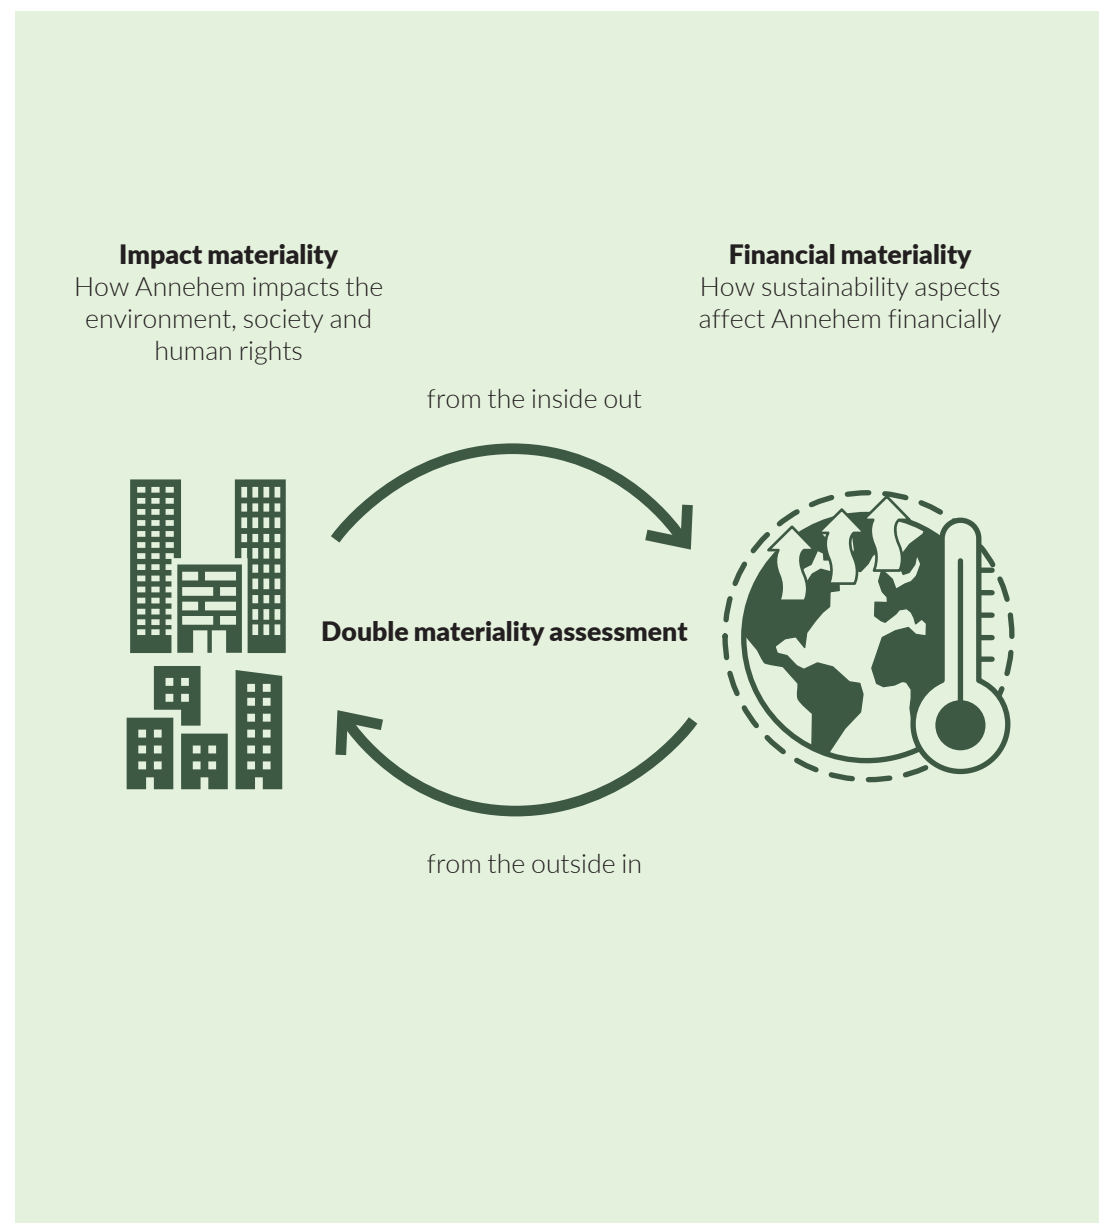 Impact materiality
How Annehem impacts the
environment, society and
human rights
Financial materiality
How sustainability aspects
affect Annehem financially
from the inside out
Double materiality assessment
from the outside in